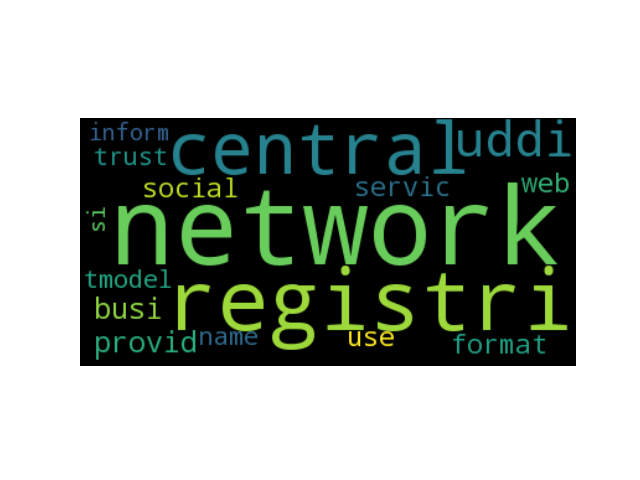 inform
central
uddi
trust
social
servic
web
si
network
tmodel
registri
busi
provid
name
use
format